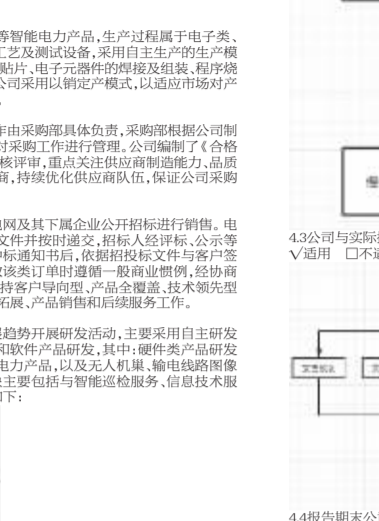 等智能电力产品,生产过程属于电子类、
工艺及测试设备,采用自主生产的生产模
贴片、电子元器件的焊接及组装、程序烧
公司采用以销定产模式,以适应市场对产
作由采购部具体负责,采购部根据公司制
对采购工作进行管理。公司编制了《合格
核评审,重点关注供应商制造能力、品质
商,持续优化供应商队伍,保证公司采购
电网及其下属企业公开招标进行销售。电
文件并按时递交,招标人经评标、公示等
中标通知书后,依据招投标文件与客户签
取该类订单时遵循一般商业惯例,经协商
持客户导向型、产品全覆盖、技术领先型
拓展、产品销售和后续服务工作。
趋势开展研发活动,主要采用自主研发
和软件产品研发,其中:硬件类产品研发
电力产品,以及无人机巢、输电线路图像
主要包括与智能巡检服务、信息技术服
如下:
4.3公司与实际
√适用 □不适
4.4报告期末公